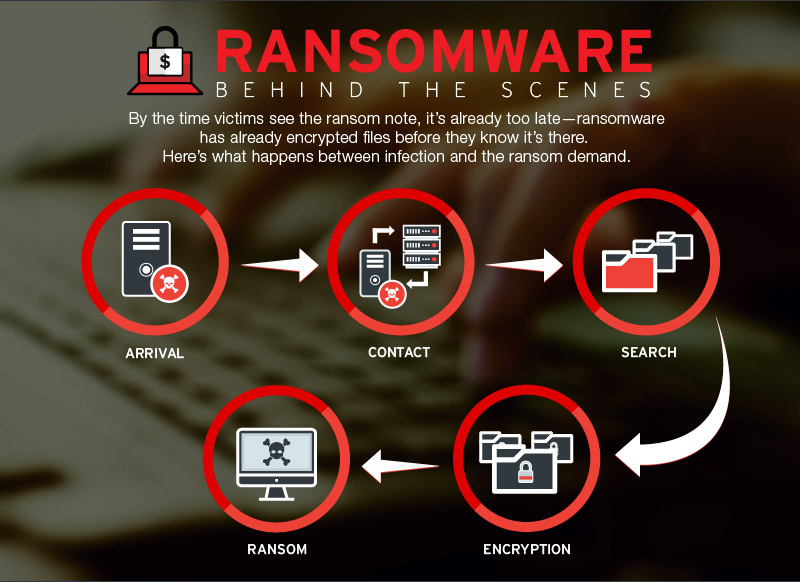 $
RANSOMWARE
BEHIND THE SCENES
By the time victims see the ransom note, it's already too late—ransomware
has already encrypted files before they know it's there.
Here's what happens between infection and the ransom demand.
ARRIVAL
CONTACT
SEARCH
RANSOM
ENCRYPTION